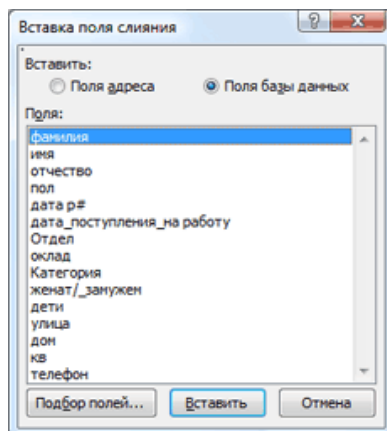 Вставка поля слияния
Вставить:
Поля адреса Поля базы данных
Поля:
фамилия
имя
отчество
пол
дата р#
дата_поступления_на работу
Отдел
оклад
Категория
женат/_замужем
дети
улица
дом
кв
телефон
Подбор полей... Вставить Отмена